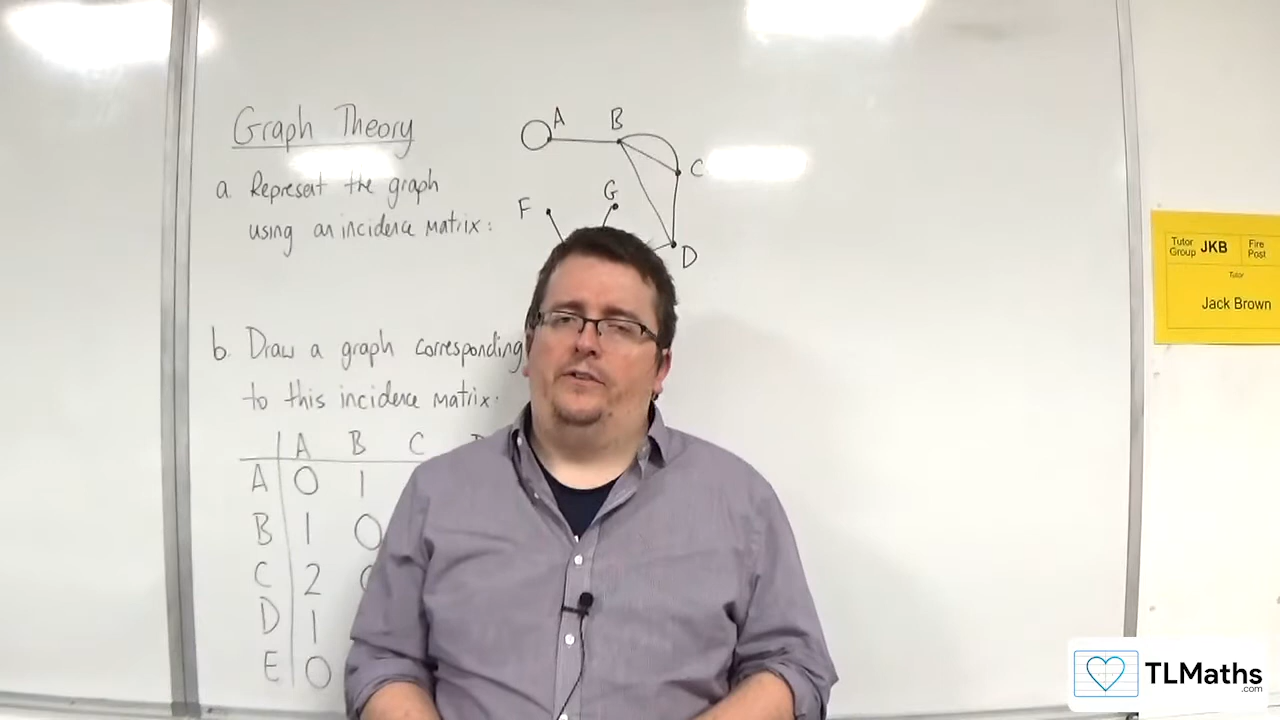 Graph Theory
a. Represent the graph
using an incidence matrix:
A
B
C
F
G
D
b. Draw a graph corresponding
to this incidence matrix:
A B C
A 0 1
B 1 0
C 2
D 1
E 0
Tutor Group JKB Fire Post
Tutor
Jack Brown
TLMaths
.com